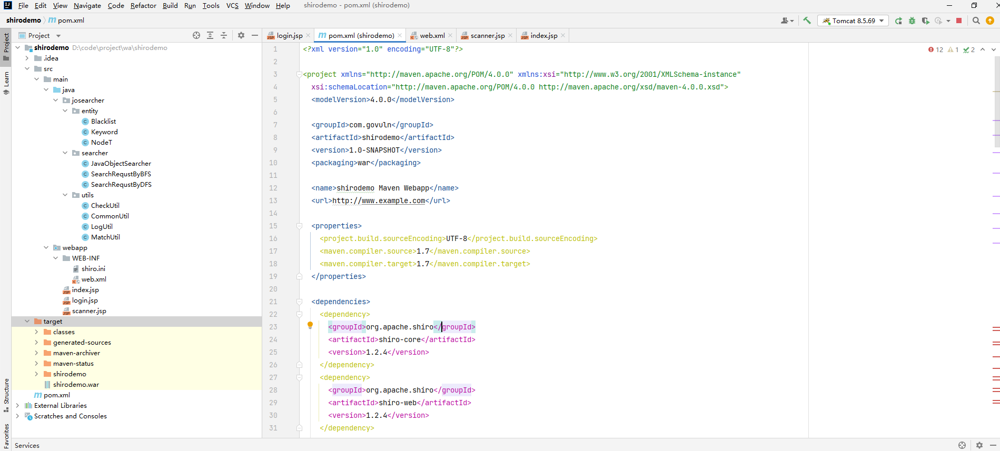 File Edit View Navigate Code Refactor Build Run Tools VCS Window Help shirodemo - pom.xml (shirodemo)
shirodemo pom.xml
Tomcat 8.5.69
Project
login.jsp pom.xml (shirodemo) web.xml scanner.jsp index.jsp
Project
Learn
Structure
Favorites
shirodemo D:\code\project\wa\shirodemo
.idea
src
main
java
josearcher
entity
Blacklist
Keyword
NodeT
searcher
JavaObjectSearcher
SearchRequstByBFS
SearchRequstByDFS
utils
CheckUtil
CommonUtil
LogUtil
MatchUtil
webapp
WEB-INF
shiro.ini
web.xml
index.jsp
login.jsp
scanner.jsp
target
classes
generated-sources
maven-archiver
maven-status
shirodemo
shirodemo.war
pom.xml
External Libraries
Scratches and Consoles
12 1 2
1 <?xml version="1.0" encoding="UTF-8"?>
2
3 <project xmlns="http://maven.apache.org/POM/4.0.0" xmlns:xsi="http://www.w3.org/2001/XMLSchema-instance"
4 xsi:schemaLocation="http://maven.apache.org/POM/4.0.0 http://maven.apache.org/xsd/maven-4.0.0.xsd">
5 <modelVersion>4.0.0</modelVersion>
6
7 <groupId>com.govuln</groupId>
8 <artifactId>shirodemo</artifactId>
9 <version>1.0-SNAPSHOT</version>
10 <packaging>war</packaging>
11
12 <name>shirodemo Maven Webapp</name>
13 <url>http://www.example.com</url>
14
15 <properties>
16 <project.build.sourceEncoding>UTF-8</project.build.sourceEncoding>
17 <maven.compiler.source>1.7</maven.compiler.source>
18 <maven.compiler.target>1.7</maven.compiler.target>
19 </properties>
20
21 <dependencies>
22 <dependency>
23 <groupId>org.apache.shiro</groupId>
24 <artifactId>shiro-core</artifactId>
25 <version>1.2.4</version>
26 </dependency>
27 <dependency>
28 <groupId>org.apache.shiro</groupId>
29 <artifactId>shiro-web</artifactId>
30 <version>1.2.4</version>
31 </dependency>
Services